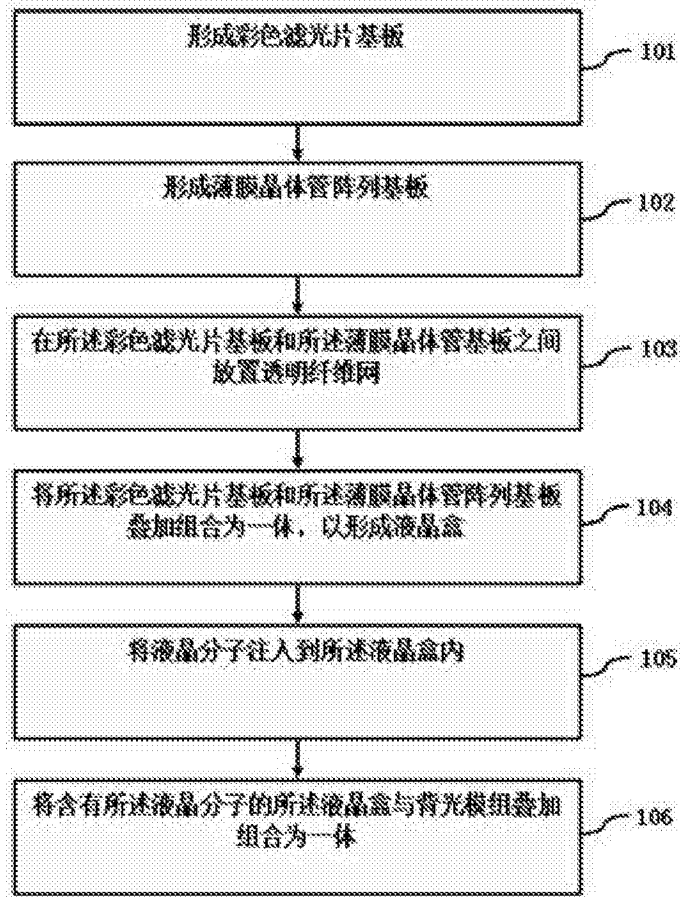 形成彩色滤光片基板
101
形成薄膜晶体管阵列基板
102
在所述彩色滤光片基板和所述薄膜晶体管基板之间
放置透明纤维网
103
将所述彩色滤光片基板和所述薄膜晶体管阵列基板
叠加组合为一体，以形成液晶盒
104
将液晶分子注入到所述液晶盒内
105
将含有所述液晶分子的所述液晶盒与背光模组叠加
组合为一体
106